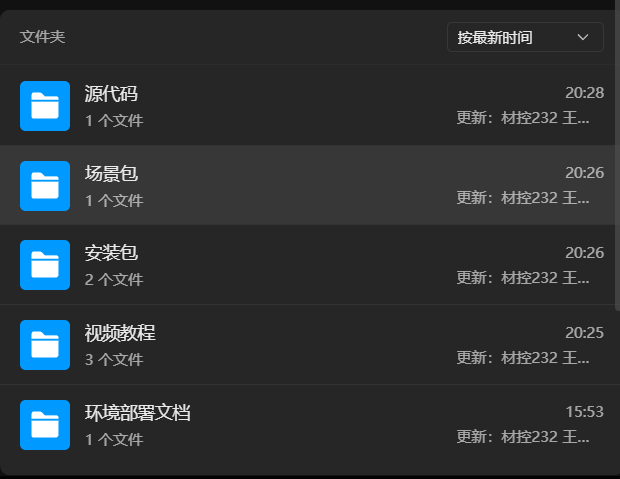 文件夹
按最新时间
源代码
20:28
1 个文件
更新：材控232 王...
场景包
20:26
1 个文件
更新：材控232 王...
安装包
20:26
2 个文件
更新：材控232 王...
视频教程
20:25
3 个文件
更新：材控232 王...
环境部署文档
15:53
1 个文件
更新：材控232 王...